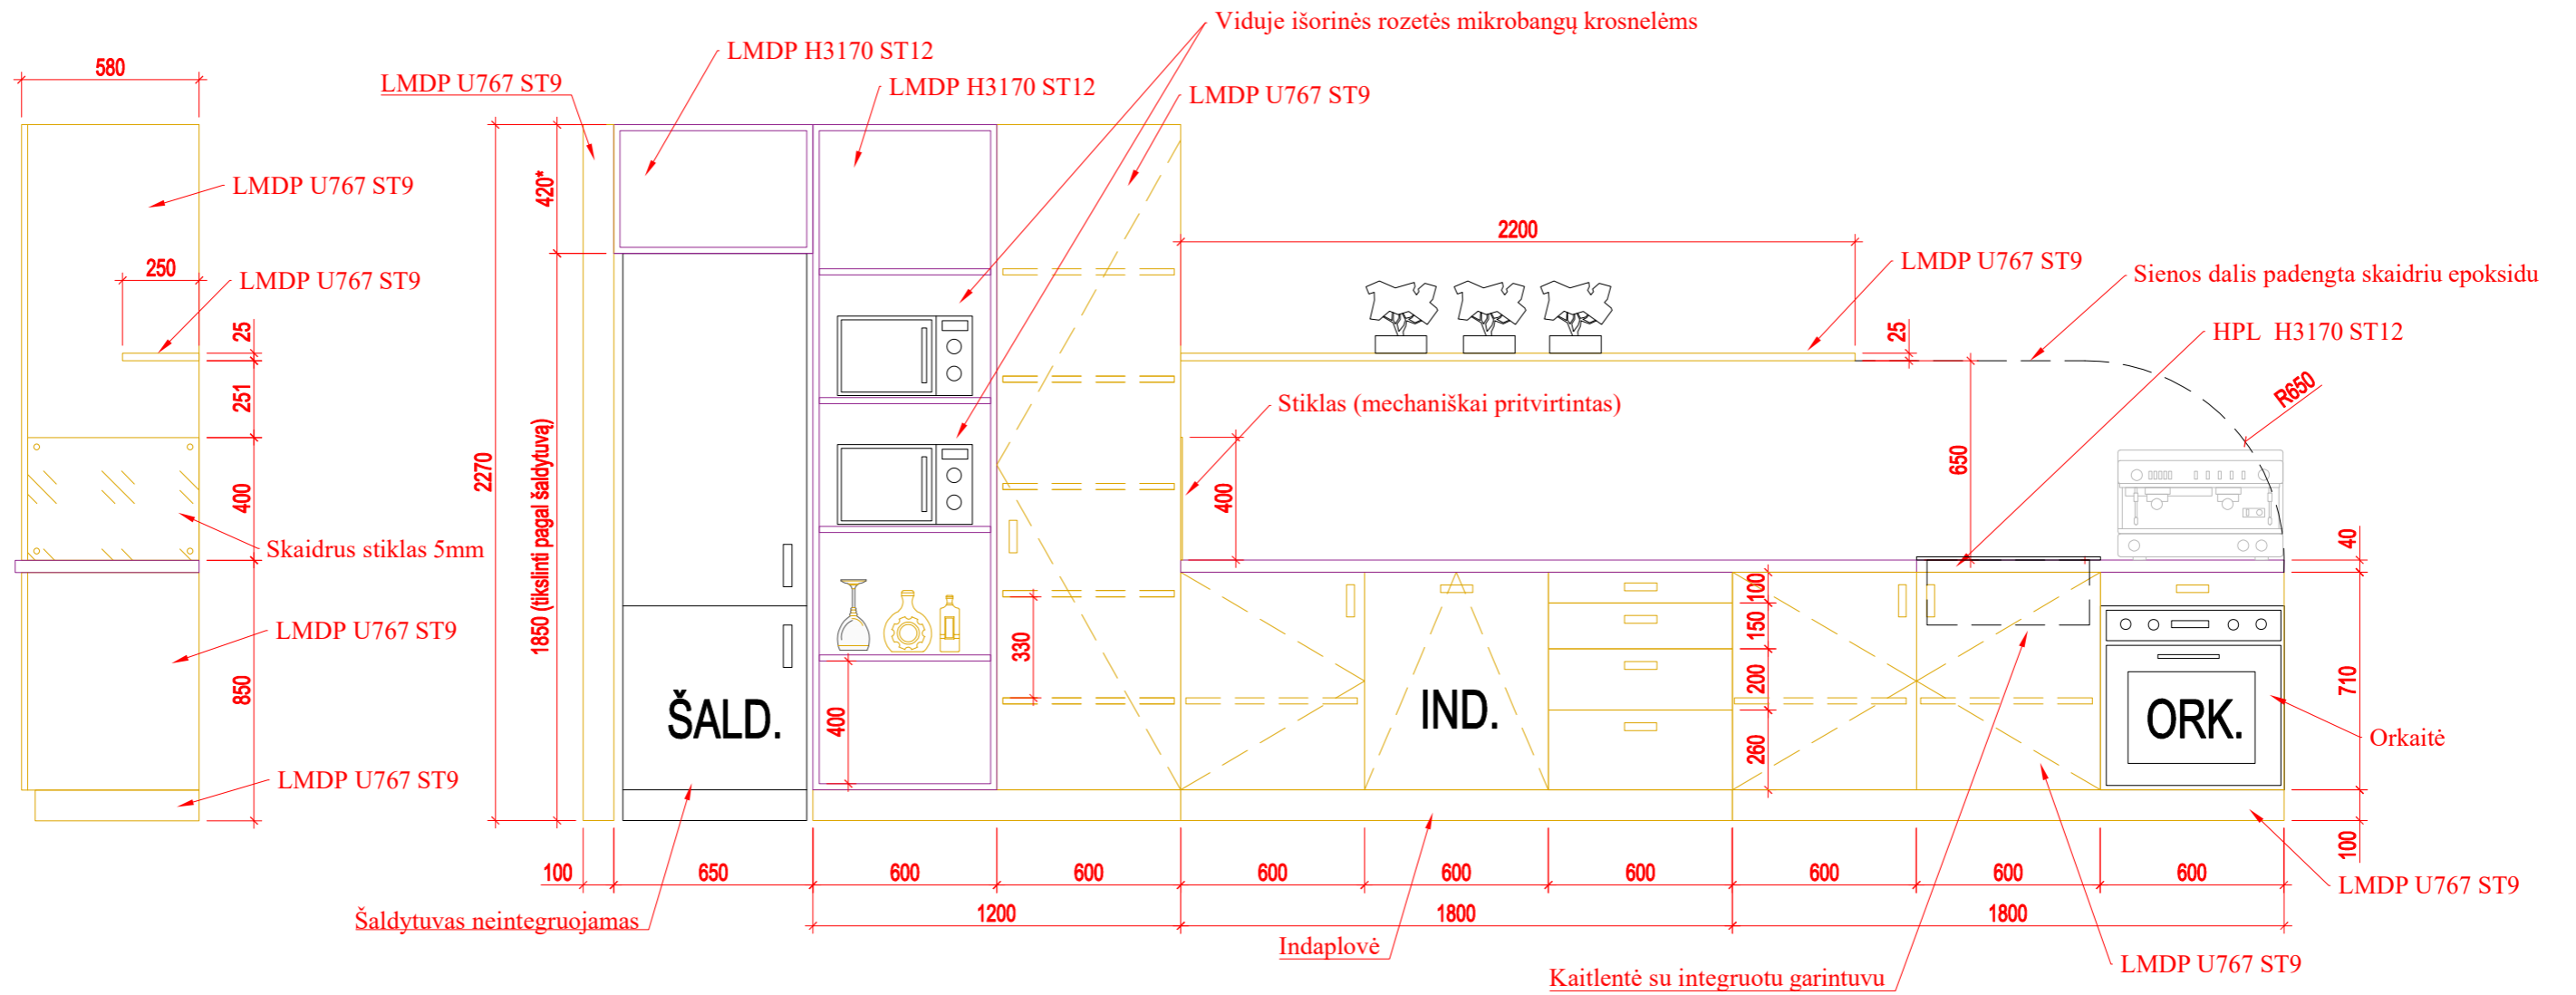 Viduje išorinės rozetės mikrobangų krosnelėms
LMDP H3170 ST12
LMDP U767 ST9
LMDP H3170 ST12
LMDP U767 ST9
580
LMDP U767 ST9
250
LMDP U767 ST9
25
251
400
Skaidrus stiklas 5mm
LMDP U767 ST9
850
LMDP U767 ST9
2270
420*
1850 (tikslinti pagal šaldytuvą)
2200
LMDP U767 ST9
Sienos dalis padengta skaidriu epoksidu
25
HPL H3170 ST12
R650
Stiklas (mechaniškai pritvirtintas)
400
650
40
330
400
100
150
200
260
710
100
ŠALD.
IND.
ORK.
Orkaitė
LMDP U767 ST9
100
650
600
600
600
600
600
600
600
600
1200
1800
1800
Šaldytuvas neintegruojamas
Indaplovė
Kaitlentė su integruotu garintuvu
LMDP U767 ST9